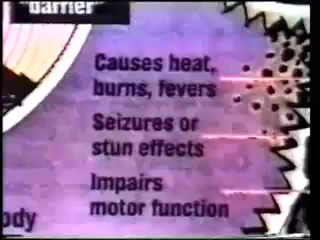 "barrier"
Causes heat,
burns, fevers
Seizures or
stun effects
Impairs
motor function
ody